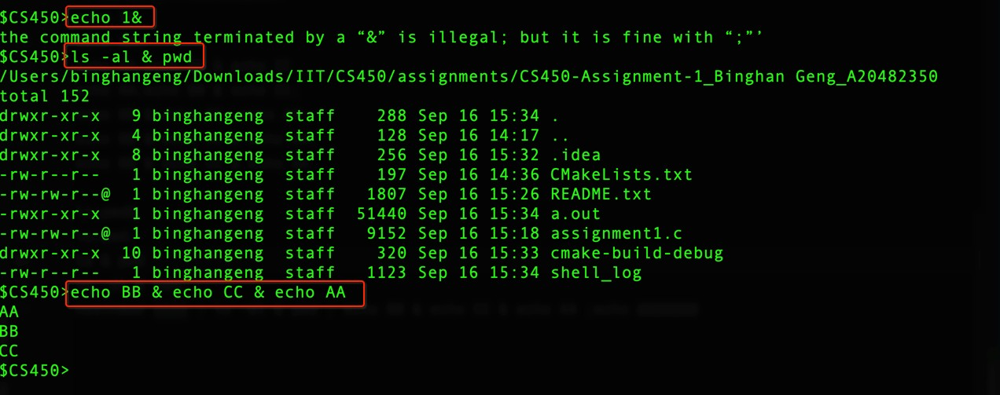 $CS450>echo 1&
the command string terminated by a “&” is illegal; but it is fine with “;”’
$CS450>ls -al & pwd
/Users/binghangeng/Downloads/IIT/CS450/assignments/CS450-Assignment-1_Binghan Geng_A20482350
total 152
drwxr-xr-x   9 binghangeng  staff    288 Sep 16 15:34 .
drwxr-xr-x   4 binghangeng  staff    128 Sep 16 14:17 ..
drwxr-xr-x   8 binghangeng  staff    256 Sep 16 15:32 .idea
-rw-r--r--   1 binghangeng  staff    197 Sep 16 14:36 CMakeLists.txt
-rw-rw-r--@  1 binghangeng  staff   1807 Sep 16 15:26 README.txt
-rwxr-xr-x   1 binghangeng  staff  51440 Sep 16 15:34 a.out
-rw-rw-r--@  1 binghangeng  staff   9152 Sep 16 15:18 assignment1.c
drwxr-xr-x  10 binghangeng  staff    320 Sep 16 15:33 cmake-build-debug
-rw-r--r--   1 binghangeng  staff   1123 Sep 16 15:34 shell_log
$CS450>echo BB & echo CC & echo AA
AA
BB
CC
$CS450>